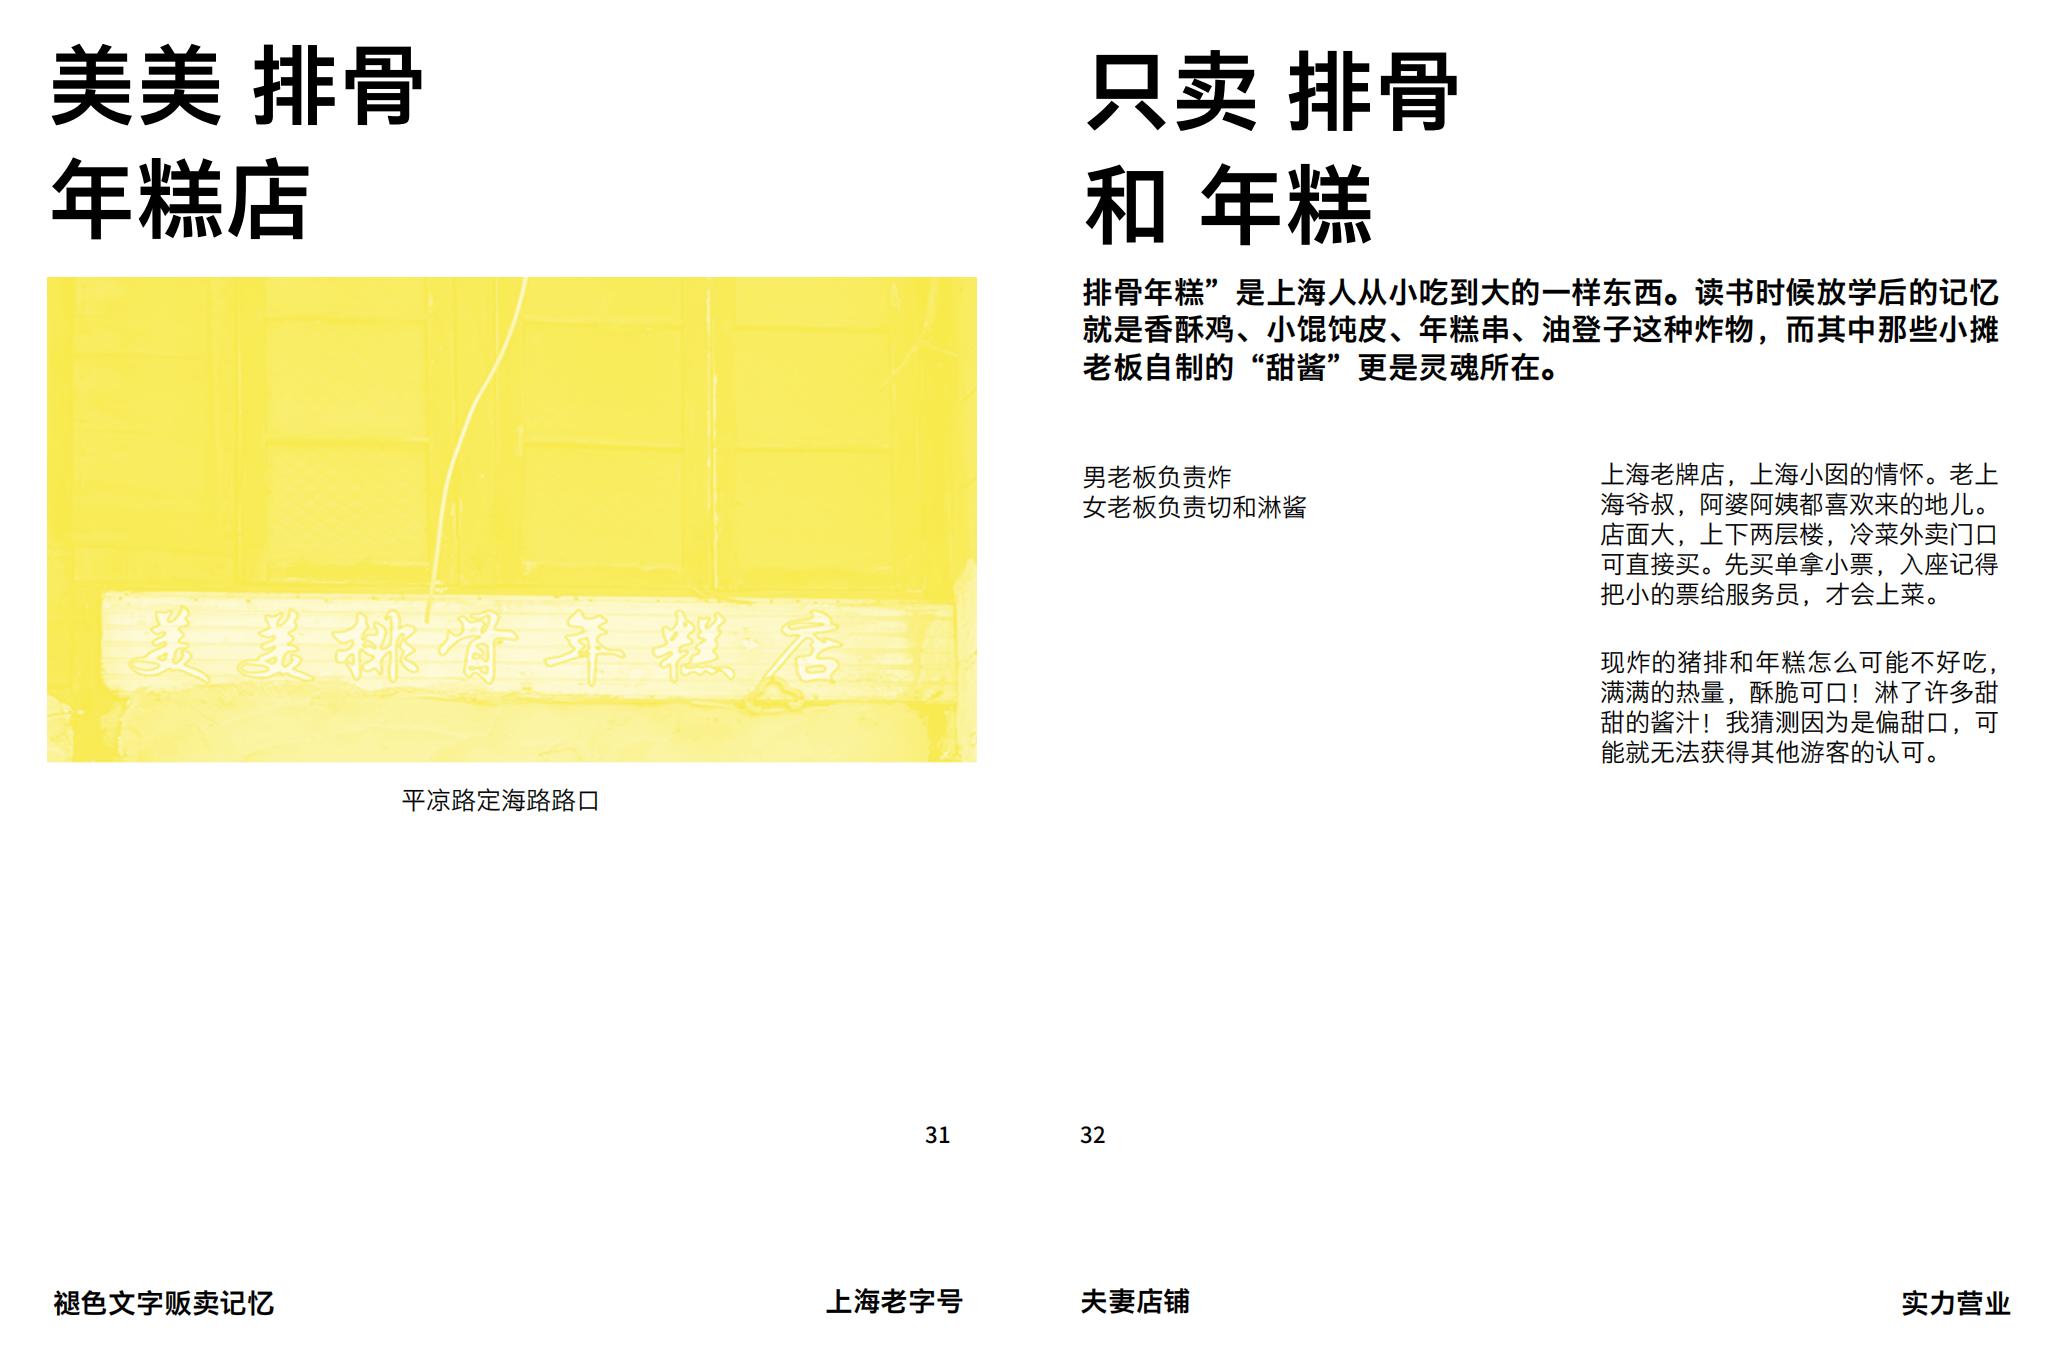 美美 排骨
年糕店
美美排骨年糕店
平凉路定海路路口
31
褪色文字贩卖记忆
上海老字号
只卖 排骨
和 年糕
排骨年糕”是上海人从小吃到大的一样东西。读书时候放学后的记忆
就是香酥鸡、小馄饨皮、年糕串、油登子这种炸物，而其中那些小摊
老板自制的“甜酱”更是灵魂所在。
男老板负责炸
女老板负责切和淋酱
上海老牌店，上海小囡的情怀。老上
海爷叔，阿婆阿姨都喜欢来的地儿。
店面大，上下两层楼，冷菜外卖门口
可直接买。先买单拿小票，入座记得
把小的票给服务员，才会上菜。
现炸的猪排和年糕怎么可能不好吃，
满满的热量，酥脆可口！淋了许多甜
甜的酱汁！我猜测因为是偏甜口，可
能就无法获得其他游客的认可。
32
夫妻店铺
实力营业